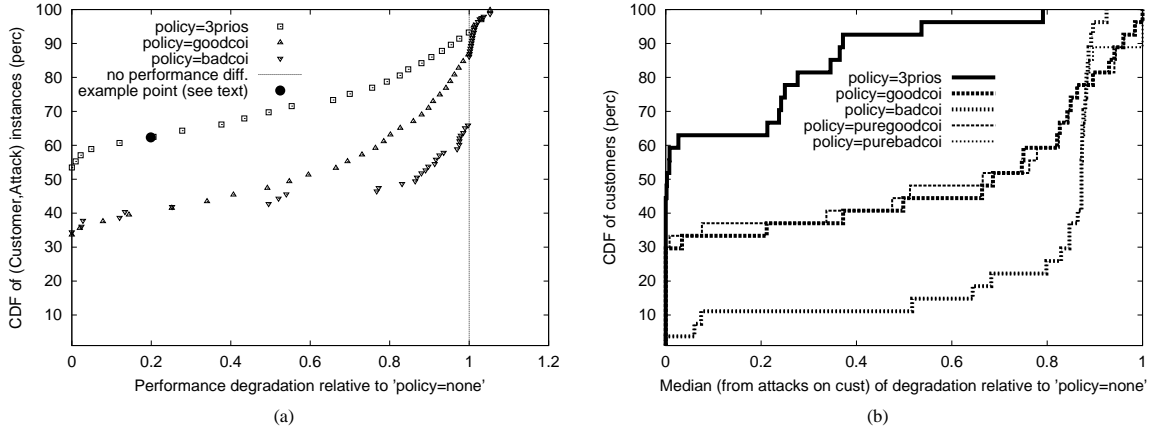 CDF of (Customer,Attack) instances (perc)
100
90
80
70
60
50
40
30
20
10
policy=3prios
policy=goodcoi
policy=badcoi
no performance diff.
example point (see text)
0 0.2 0.4 0.6 0.8 1 1.2
Performance degradation relative to 'policy=none'
(a)
CDF of customers (perc)
100
90
80
70
60
50
40
30
20
10
policy=3prios
policy=goodcoi
policy=badcoi
policy=puregoodcoi
policy=purebadcoi
0 0.2 0.4 0.6 0.8 1
Median (from attacks on cust) of degradation relative to 'policy=none'
(b)